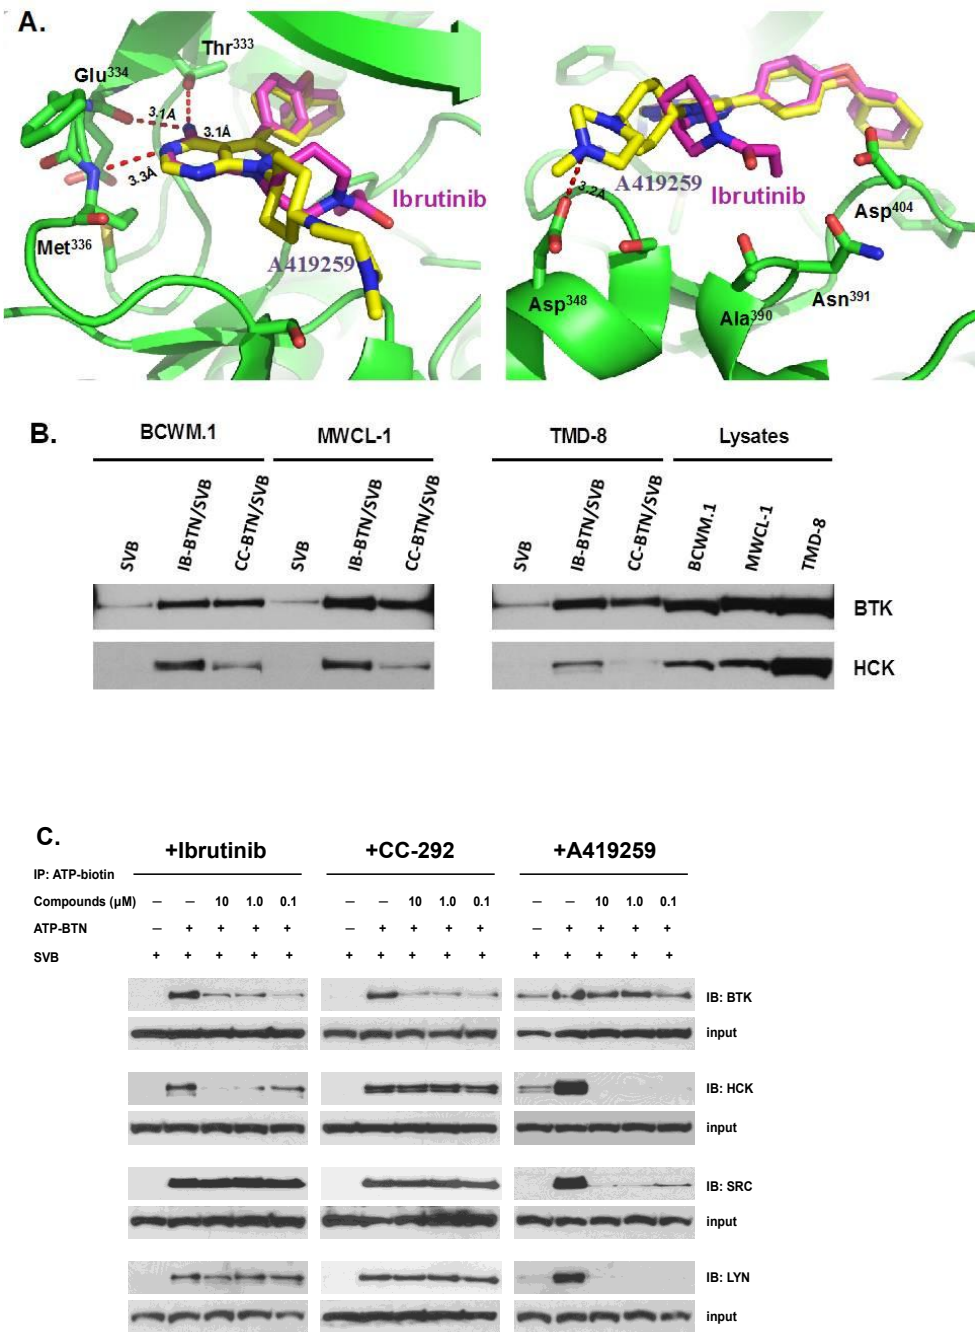 A.
Thr333
Glu334
3.1Å
3.1Å
3.3Å
Ibrutinib
A419259
Met336
3.2Å
A419259
Ibrutinib
Asp404
Asp348
Ala390
Asn391
B.
BCWM.1 MWCL-1 TMD-8 Lysates
SVB IB-BTN/SVB CC-BTN/SVB SVB IB-BTN/SVB CC-BTN/SVB SVB IB-BTN/SVB CC-BTN/SVB BCWM.1 MWCL-1 TMD-8
BTK
HCK
C.
+Ibrutinib +CC-292 +A419259
IP: ATP-biotin
Compounds (µM) – – 10 1.0 0.1 – – 10 1.0 0.1 – – 10 1.0 0.1
ATP-BTN – + + + + – + + + + – + + + +
SVB + + + + + + + + + + + + + + +
IB: BTK
input
IB: HCK
input
IB: SRC
input
IB: LYN
input